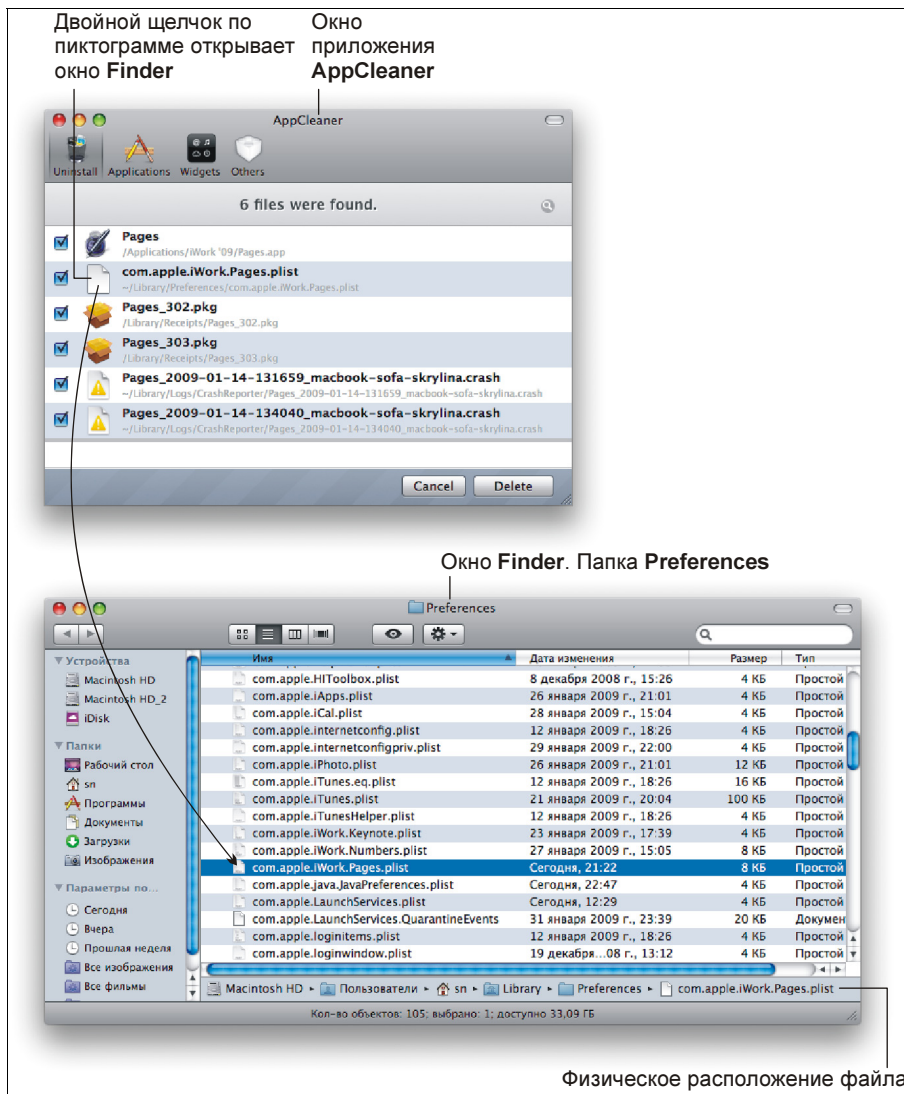 Двойной щелчок по
пиктограмме открывает
окно Finder
Окно
приложения
AppCleaner
AppCleaner
Uninstall Applications Widgets Others
6 files were found.
Pages
/Applications/iWork '09/Pages.app
com.apple.iWork.Pages.plist
~/Library/Preferences/com.apple.iWork.Pages.plist
Pages_302.pkg
/Library/Receipts/Pages_302.pkg
Pages_303.pkg
/Library/Receipts/Pages_303.pkg
Pages_2009-01-14-131659_macbook-sofa-skrylina.crash
~/Library/Logs/CrashReporter/Pages_2009-01-14-131659_macbook-sofa-skrylina.crash
Pages_2009-01-14-134040_macbook-sofa-skrylina.crash
~/Library/Logs/CrashReporter/Pages_2009-01-14-134040_macbook-sofa-skrylina.crash
Cancel Delete
Окно Finder. Папка Preferences
Preferences
Устройства
Macintosh HD
Macintosh HD_2
iDisk
Папки
Рабочий стол
sn
Программы
Документы
Загрузки
Изображения
Параметры по...
Сегодня
Вчера
Прошлая неделя
Все изображения
Все фильмы
Имя Дата изменения Размер Тип
com.apple.HIToolbox.plist 8 декабря 2008 г., 15:26 4 КБ Простой
com.apple.iApps.plist 26 января 2009 г., 21:01 4 КБ Простой
com.apple.iCal.plist 28 января 2009 г., 15:04 4 КБ Простой
com.apple.internetconfig.plist 12 января 2009 г., 18:26 4 КБ Простой
com.apple.internetconfigpriv.plist 29 января 2009 г., 22:00 4 КБ Простой
com.apple.iPhoto.plist 26 января 2009 г., 21:01 12 КБ Простой
com.apple.iTunes.eq.plist 12 января 2009 г., 18:26 16 КБ Простой
com.apple.iTunes.plist 21 января 2009 г., 20:04 100 КБ Простой
com.apple.iTunesHelper.plist 12 января 2009 г., 18:26 4 КБ Простой
com.apple.iWork.Keynote.plist 23 января 2009 г., 17:39 4 КБ Простой
com.apple.iWork.Numbers.plist 27 января 2009 г., 15:05 8 КБ Простой
com.apple.iWork.Pages.plist Сегодня, 21:22 8 КБ Простой
com.apple.java.JavaPreferences.plist Сегодня, 22:47 4 КБ Простой
com.apple.LaunchServices.plist Сегодня, 12:29 4 КБ Простой
com.apple.LaunchServices.QuarantineEvents 31 января 2009 г., 23:39 20 КБ Докумен
com.apple.loginitems.plist 12 января 2009 г., 18:26 4 КБ Простой
com.apple.loginwindow.plist 19 декабря...08 г., 13:12 4 КБ Простой
Macintosh HD ▸ Пользователи ▸ sn ▸ Library ▸ Preferences ▸ com.apple.iWork.Pages.plist
Кол-во объектов: 105; выбрано: 1; доступно 33,09 ГБ
Физическое расположение файла